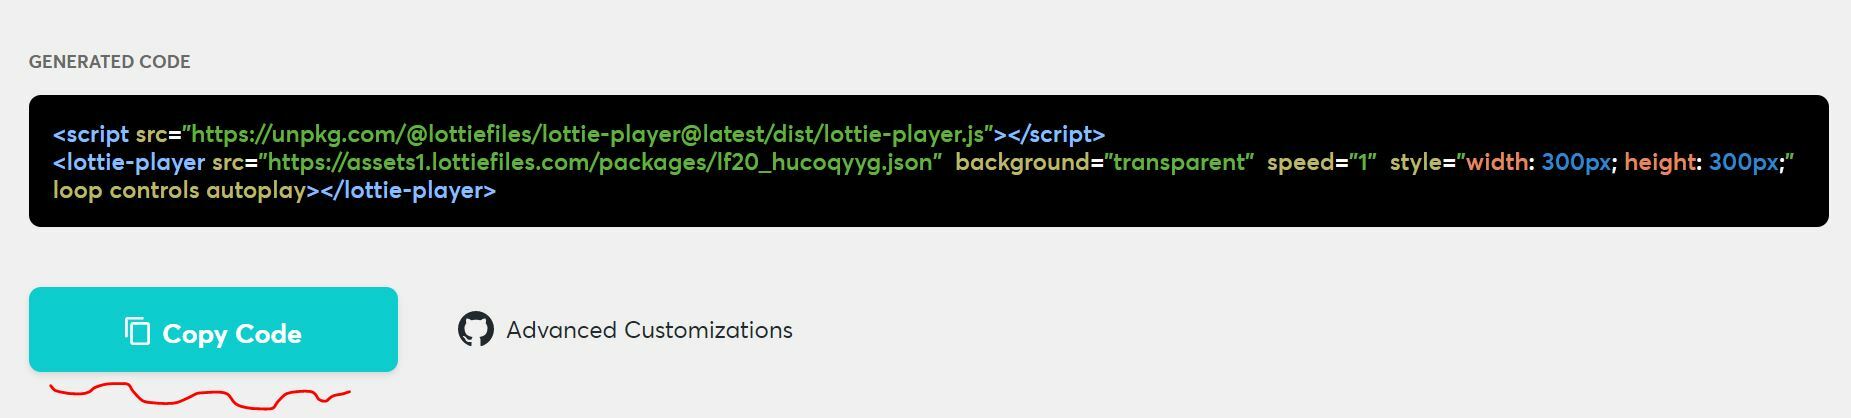 GENERATED CODE
<script src="https://unpkg.com/@lottiefiles/lottie-player@latest/dist/lottie-player.js"></script>
<lottie-player src="https://assets1.lottiefiles.com/packages/lf20_hucoqyyg.json"  background="transparent"  speed="1"  style="width: 300px; height: 300px;"
loop controls autoplay></lottie-player>
Copy Code
Advanced Customizations